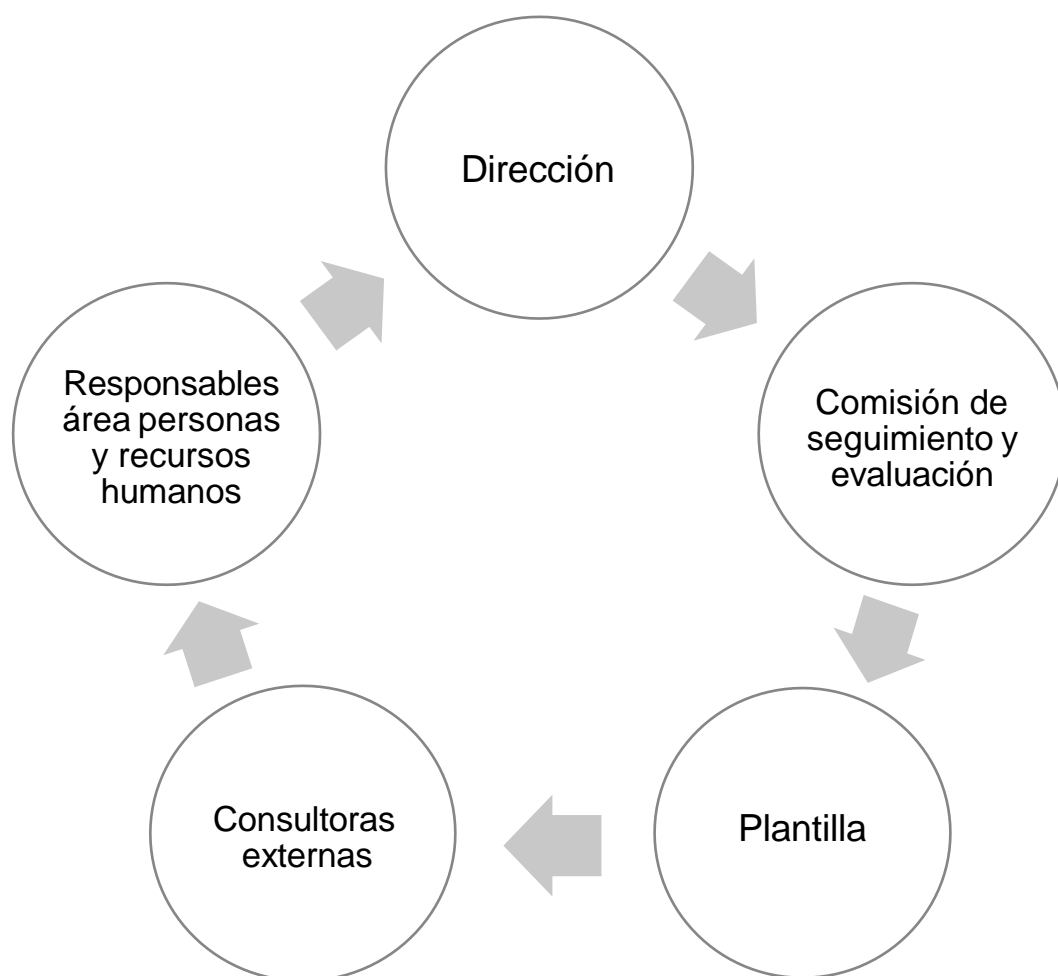 Dirección
Comisión de
seguimiento y
evaluación
Plantilla
Consultoras
externas
Responsables
área personas
y recursos
humanos